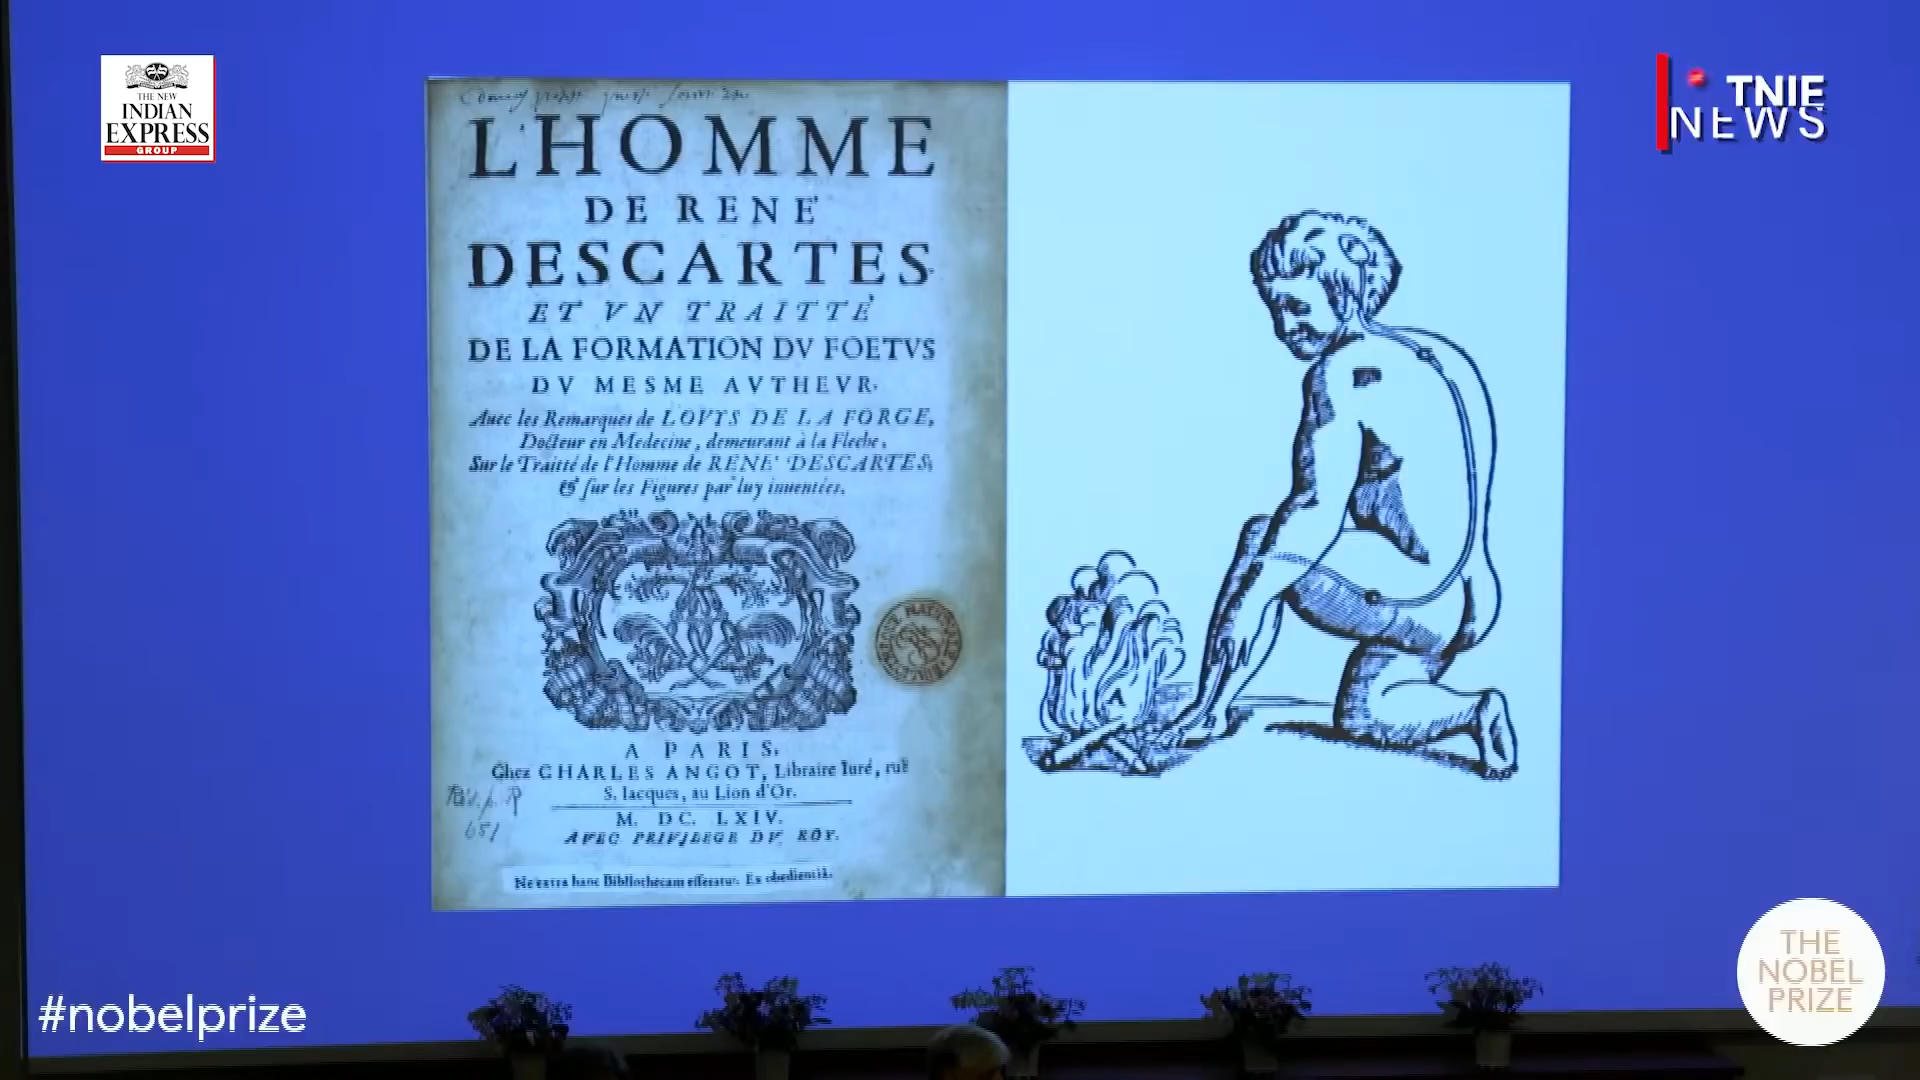 THE NEW
INDIAN
EXPRESS
GROUP
TNIE
NEWS
L'HOMME
DE RENE'
DESCARTES
ET VN TRAITTÉ
DE LA FORMATION DV FOETVS
DV MESME AVTHEVR.
Auec les Remarques de LOVYS DE LA FORGE,
Docteur en Medecine, demeurant à la Fleche,
Sur le Traitté de l'Homme de RENE' DESCARTES;
& sur les Figures par luy inuentées.
A PARIS.
Chez CHARLES ANGOT, Libraire Iuré, ruë
S. Iacques, au Lion d'Or.
M. DC. LXIV.
AVEC PRIVILEGE DV ROY.
Ne extra hanc Bibliothecam efferatur. Ex obedientiâ.
A
B
#nobelprize
THE
NOBEL
PRIZE